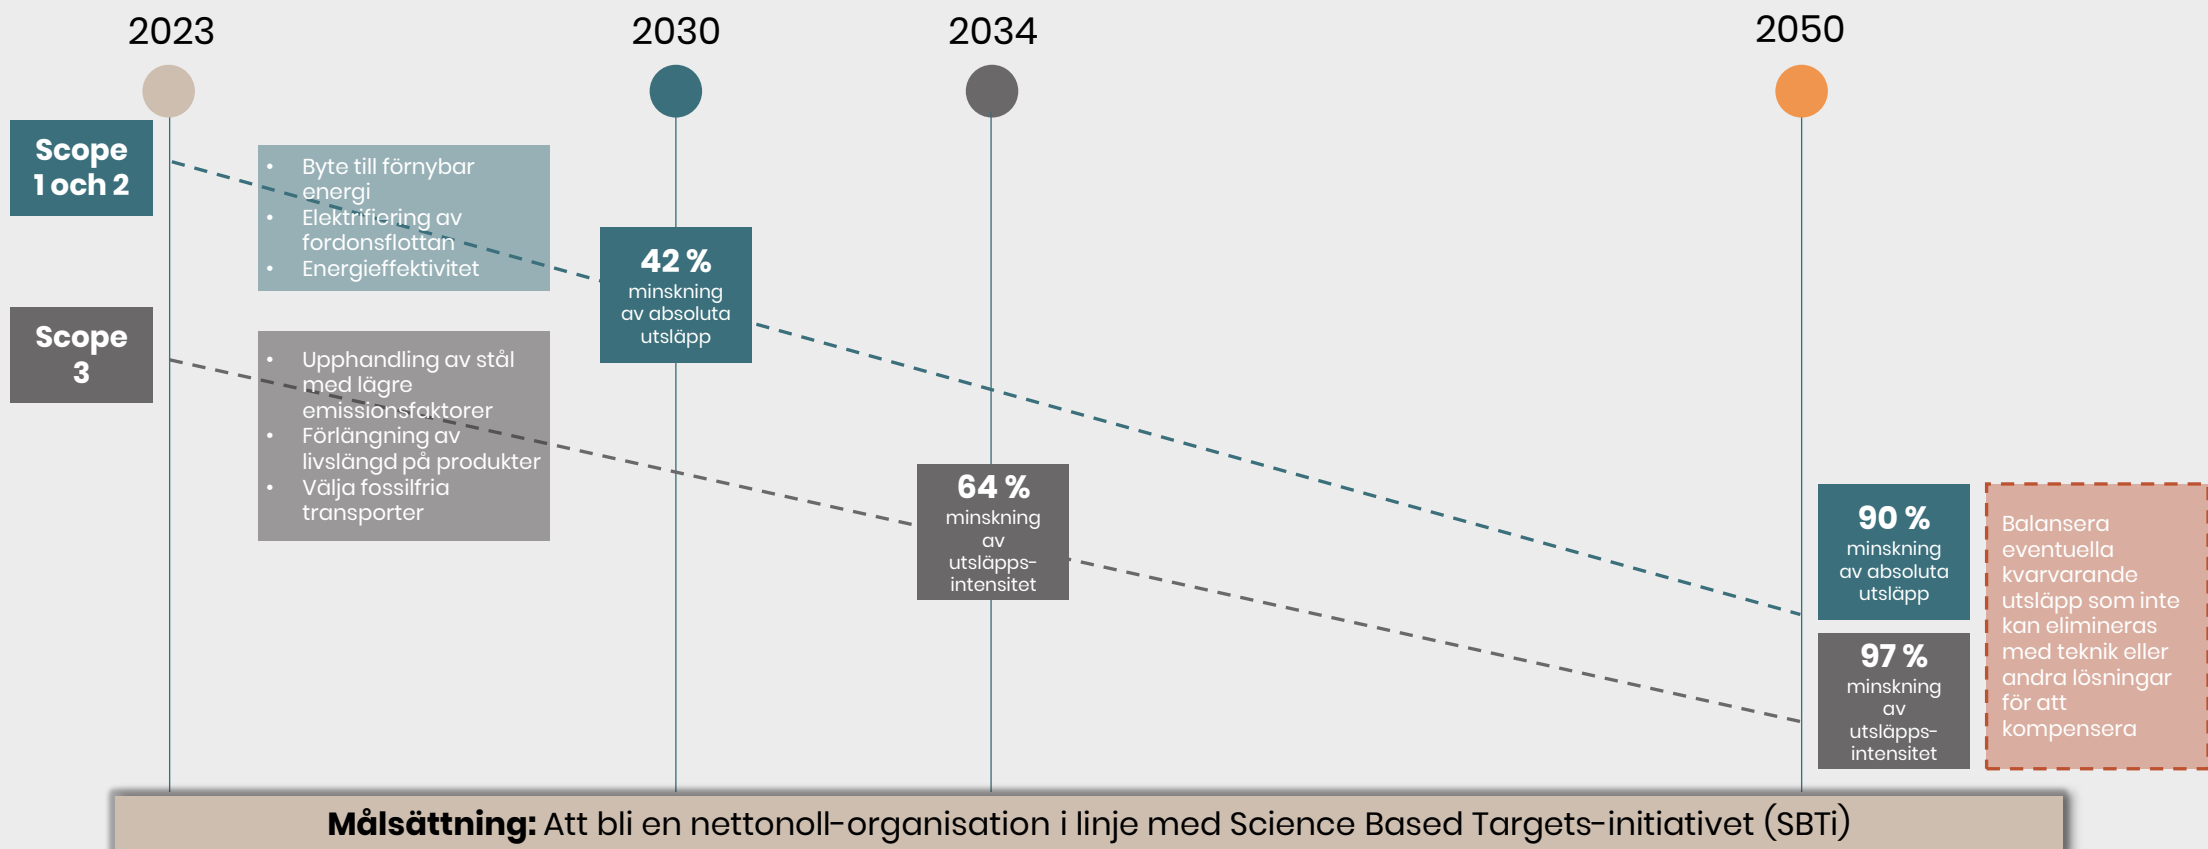 2023
2030
2034
2050
Scope
1 och 2
• Byte till förnybar
energi
• Elektrifiering av
fordonsflottan
• Energieffektivitet
42 %
minskning
av absoluta
utsläpp
Scope
3
• Upphandling av stål
med lägre
emissionsfaktorer
• Förlängning av
livslängd på produkter
• Välja fossilfria
transporter
64 %
minskning
av
utsläpps-
intensitet
90 %
minskning
av absoluta
utsläpp
97 %
minskning
av
utsläpps-
intensitet
Balansera
eventuella
kvarvarande
utsläpp som inte
kan elimineras
med teknik eller
andra lösningar
för att
kompensera
Målsättning: Att bli en nettonoll-organisation i linje med Science Based Targets-initiativet (SBTi)